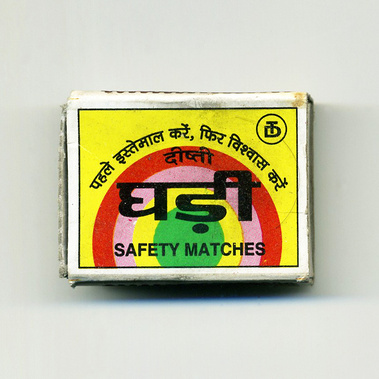 पहले इस्तेमाल करें, फिर विश्वास करें
दीप्ती
घड़ी
SAFETY MATCHES